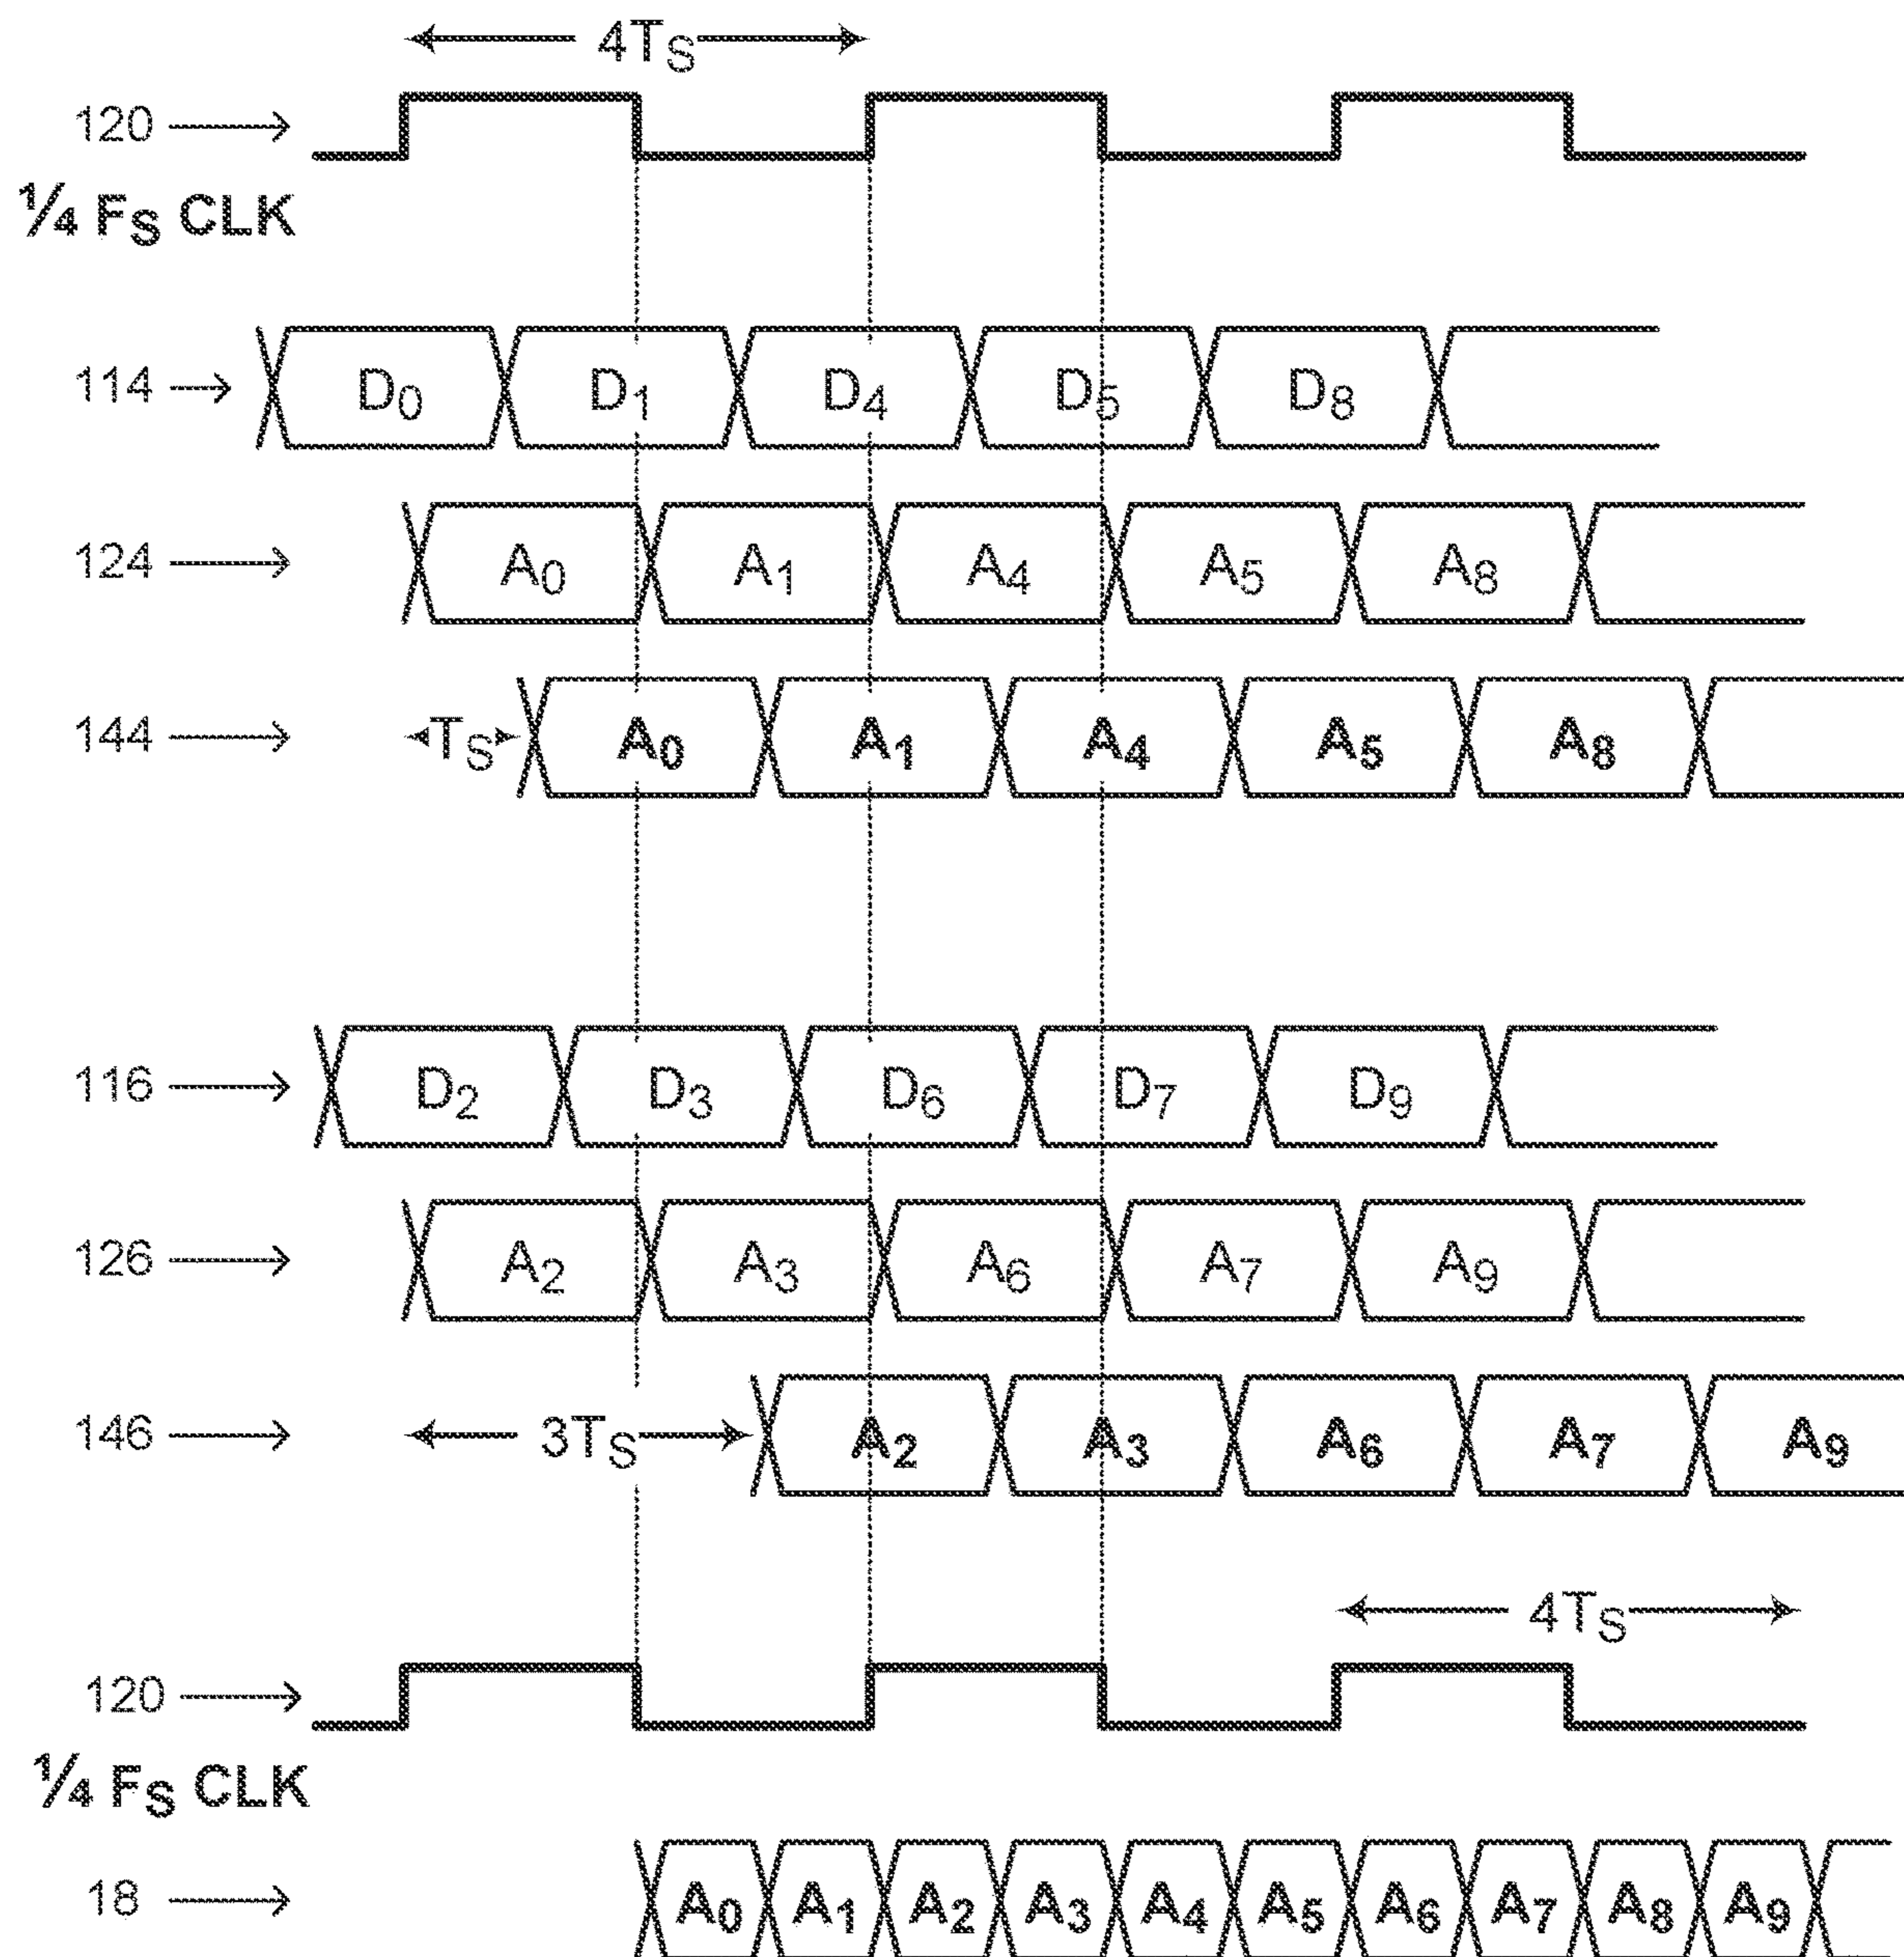 4TS
120
¼ FS CLK
114 D0 D1 D4 D5 D8
124 A0 A1 A4 A5 A8
144 TS A0 A1 A4 A5 A8
116 D2 D3 D6 D7 D9
126 A2 A3 A6 A7 A9
146 3TS A2 A3 A6 A7 A9
4TS
120
¼ FS CLK
18 A0 A1 A2 A3 A4 A5 A6 A7 A8 A9